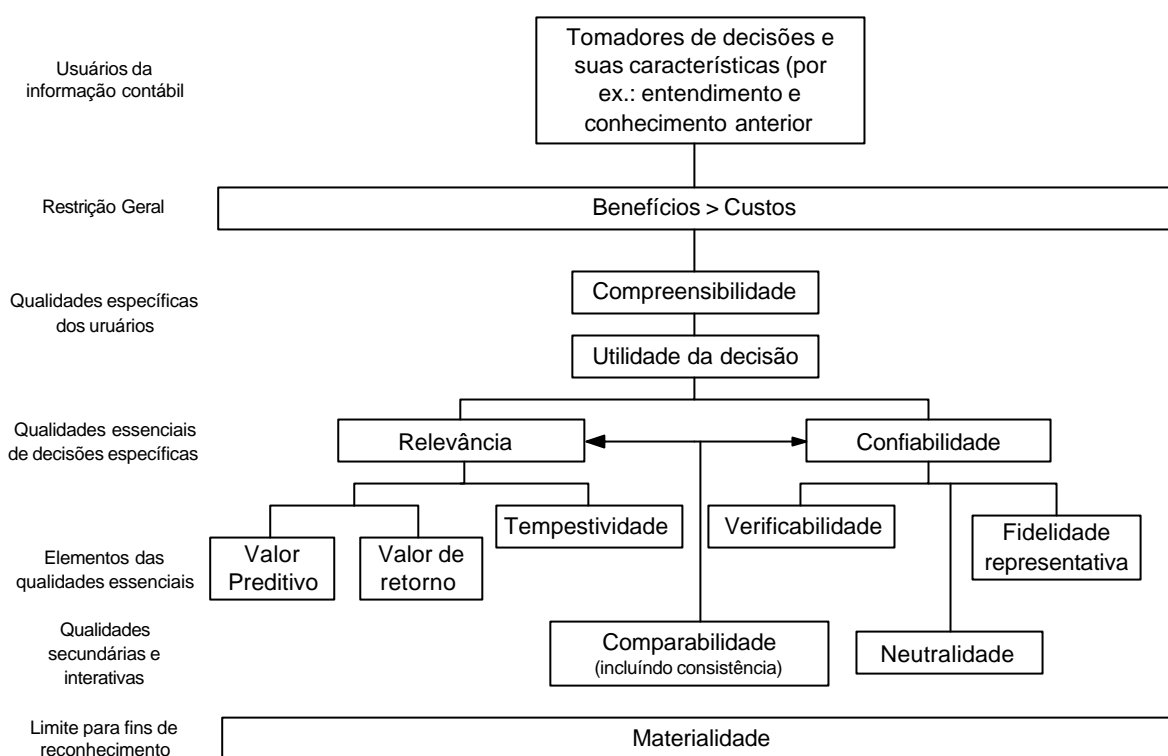 Usuários da
informação contábil
Tomadores de decisões e
suas características (por
ex.: entendimento e
conhecimento anterior
Restrição Geral
Benefícios > Custos
Qualidades específicas
dos uruários
Compreensibilidade
Utilidade da decisão
Qualidades essenciais
de decisões específicas
Relevância
Confiabilidade
Elementos das
qualidades essenciais
Valor
Preditivo
Valor de
retorno
Tempestividade
Verificabilidade
Fidelidade
representativa
Qualidades
secundárias e
interativas
Comparabilidade
(incluíndo consistência)
Neutralidade
Limite para fins de
reconhecimento
Materialidade